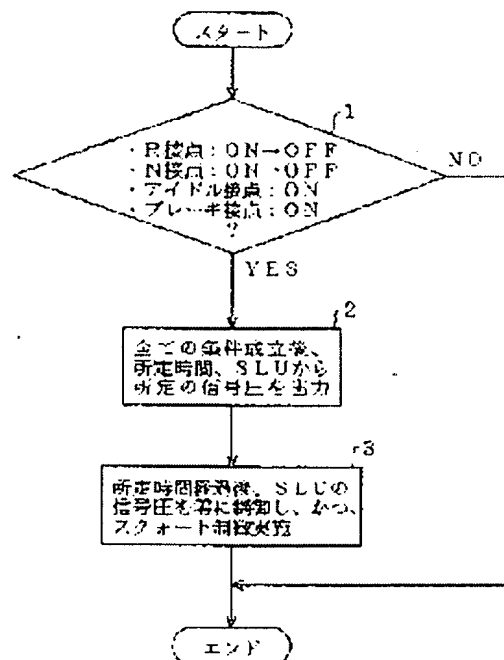 スタート
1
・R接点：ON→OFF
・N接点：ON→OFF
・アイドル接点：ON
・ブレーキ接点：ON
?
NO
YES
2
全ての条件成立後、
所定時間、SLUから
所定の信号圧を出力
3
所定時間経過後、SLUの
信号圧を零に制御し、かつ、
スクォート制御実施
エンド